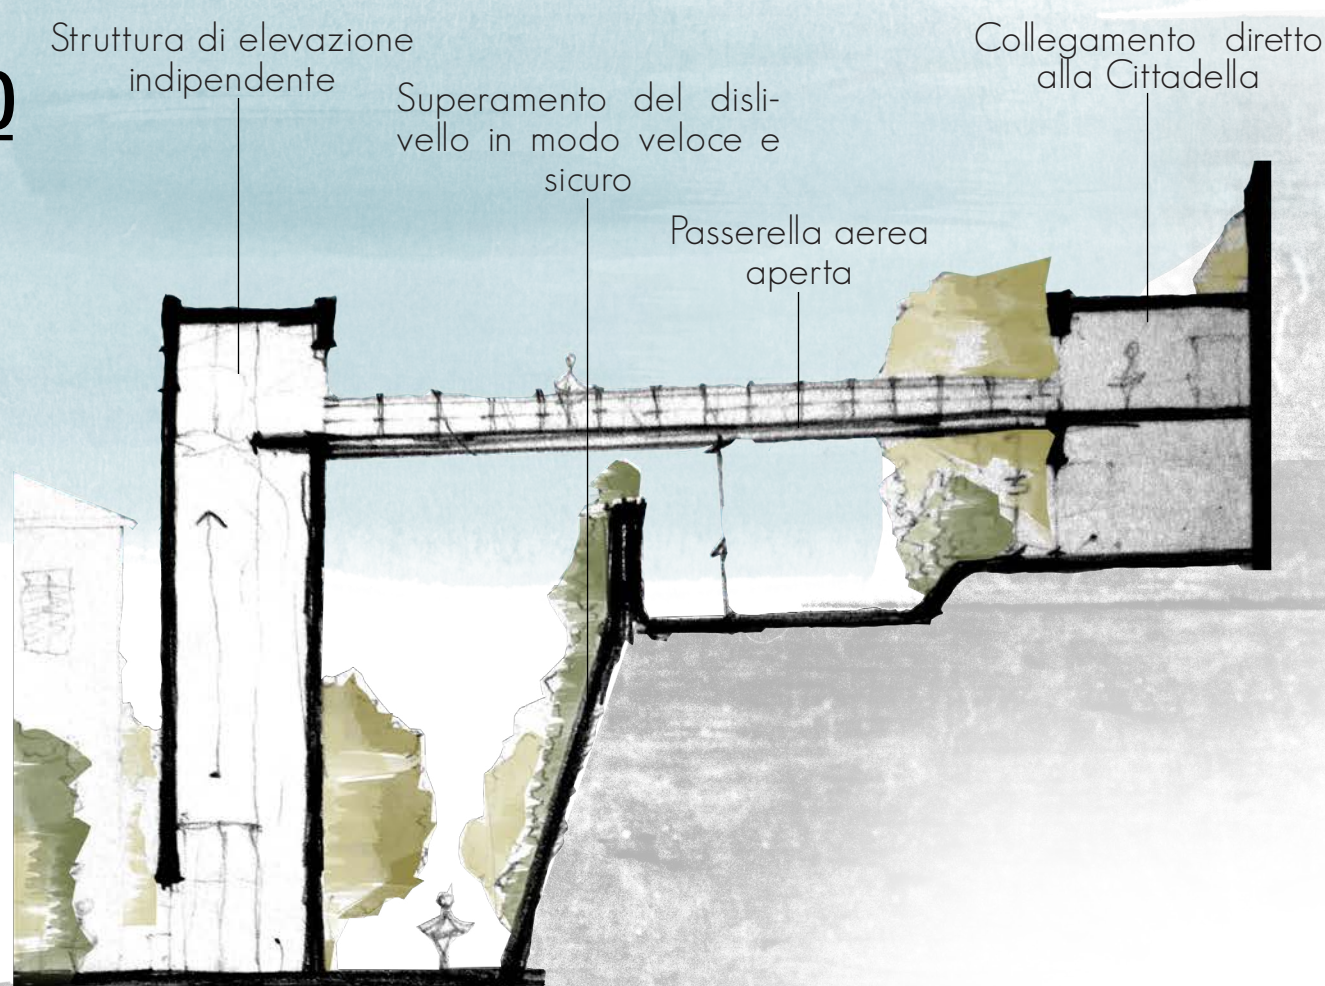 Struttura di elevazione
indipendente
Superamento del disli-
vello in modo veloce e
sicuro
Passerella aerea
aperta
Collegamento diretto
alla Cittadella